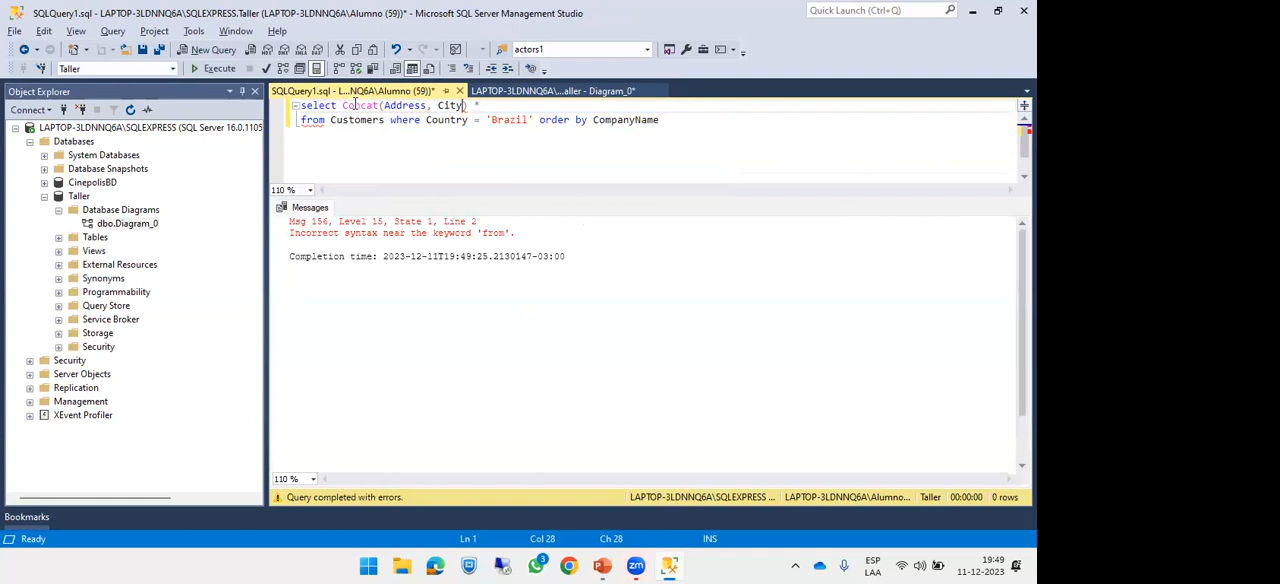 SQLQuery1.sql - LAPTOP-3LDNNQ6A\SQLEXPRESS.Taller (LAPTOP-3LDNNQ6A\Alumno (59))* - Microsoft SQL Server Management Studio
Quick Launch (Ctrl+Q)
File Edit View Query Project Tools Window Help
New Query
actors1
Taller
Execute
Object Explorer
SQLQuery1.sql - L...NQ6A\Alumno (59))*
LAPTOP-3LDNNQ6A\...aller - Diagram_0*
Connect
LAPTOP-3LDNNQ6A\SQLEXPRESS (SQL Server 16.0.1105
Databases
System Databases
Database Snapshots
CinepolisBD
Taller
Database Diagrams
dbo.Diagram_0
Tables
Views
External Resources
Synonyms
Programmability
Query Store
Service Broker
Storage
Security
Security
Server Objects
Replication
Management
XEvent Profiler
select Concat(Address, City) *
from Customers where Country = 'Brazil' order by CompanyName
110 %
Messages
Msg 156, Level 15, State 1, Line 2
Incorrect syntax near the keyword 'from'.
Completion time: 2023-12-11T19:49:25.2130147-03:00
110 %
Query completed with errors.
LAPTOP-3LDNNQ6A\SQLEXPRESS ...
LAPTOP-3LDNNQ6A\Alumno...
Taller
00:00:00
0 rows
Bookmarks
Ready
Ln 1
Col 28
Ch 28
INS
3
zm
ESP
LAA
19:49
11-12-2023